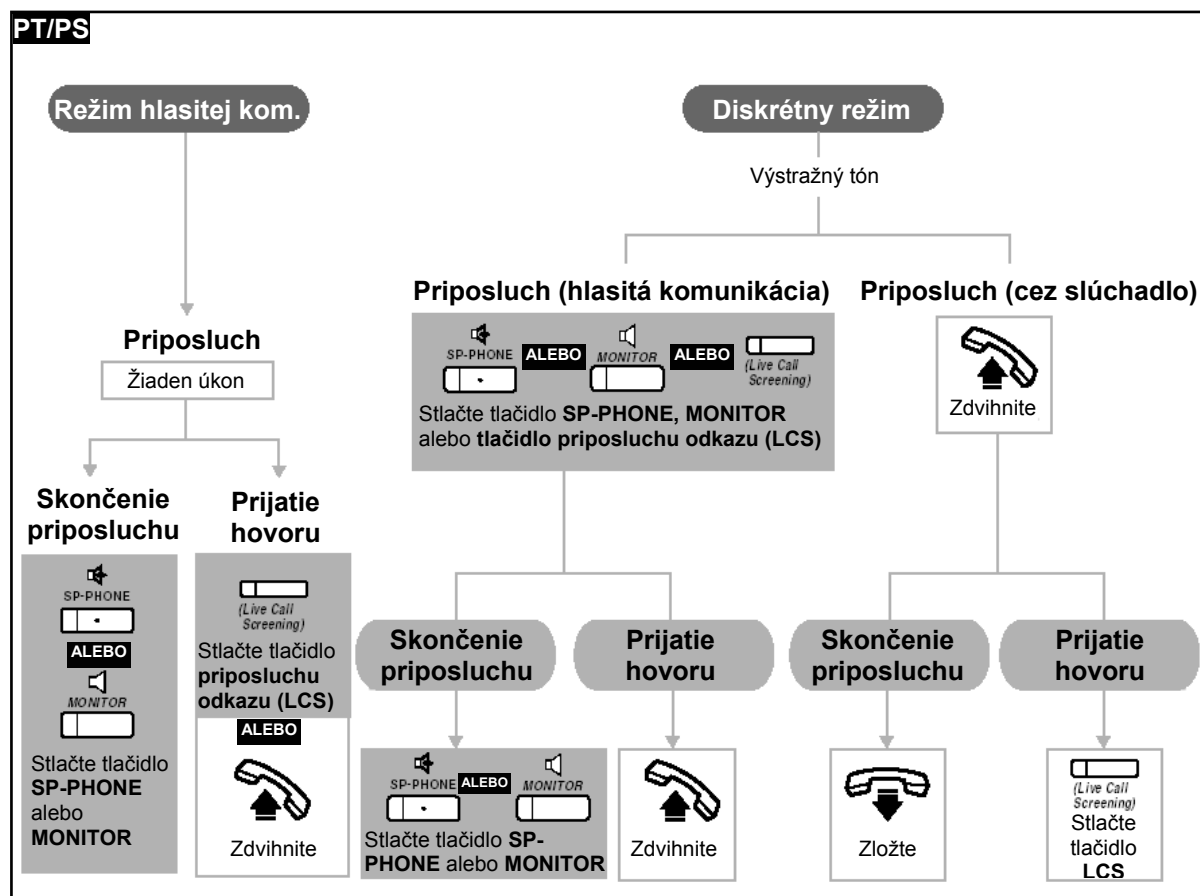 PT/PS
Režim hlasitej kom.
Diskrétny režim
Výstražný tón
Priposluch
Žiaden úkon
Skončenie
priposluchu
SP-PHONE
ALEBO
MONITOR
Stlačte tlačidlo
SP-PHONE
alebo
MONITOR
Prijatie
hovoru
(Live Call
Screening)
Stlačte tlačidlo
priposluchu
odkazu (LCS)
ALEBO
Zdvihnite
Priposluch (hlasitá komunikácia)
SP-PHONE ALEBO MONITOR ALEBO (Live Call
Screening)
Stlačte tlačidlo SP-PHONE, MONITOR
alebo tlačidlo priposluchu odkazu (LCS)
Skončenie
priposluchu
SP-PHONE ALEBO MONITOR
Stlačte tlačidlo SP-
PHONE alebo MONITOR
Prijatie
hovoru
Zdvihnite
Priposluch (cez slúchadlo)
Zdvihnite
Skončenie
priposluchu
Zložte
Prijatie
hovoru
(Live Call
Screening)
Stlačte
tlačidlo
LCS